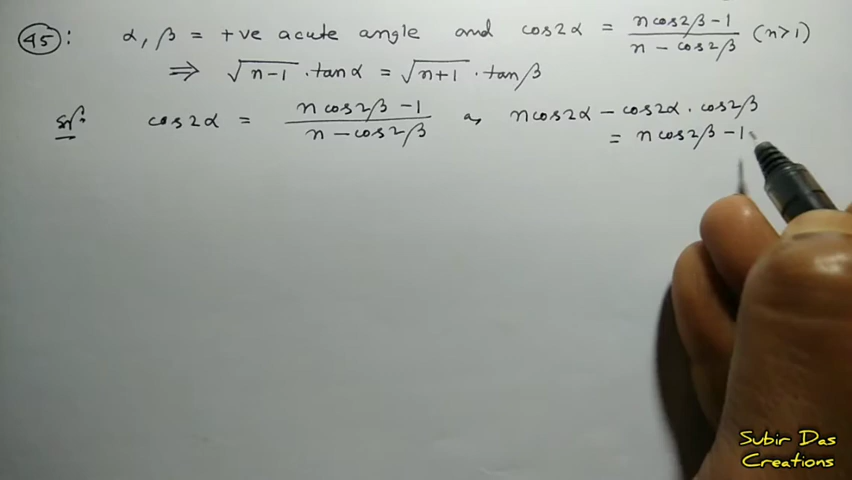 45: α, β = +ve acute angle and cos2α = (n cos2β - 1)/(n - cos2β) (n>1)
⇒ √(n-1) . tanα = √(n+1) . tanβ
cos2α = (n cos2β - 1)/(n - cos2β) n cos2α - cos2α . cos2β
= n cos2β - 1
Subir Das
Creations